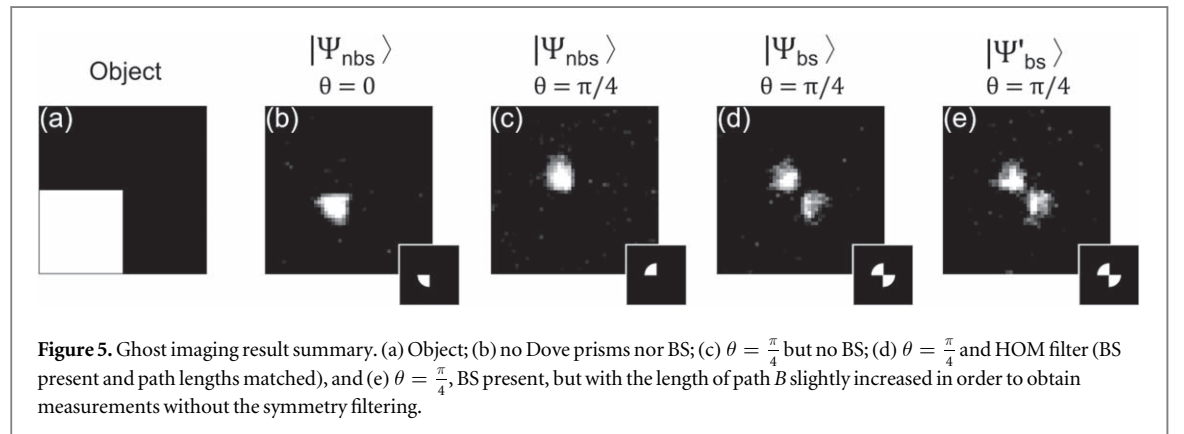 Object
|Ψnbs⟩
θ = 0
|Ψnbs⟩
θ = π/4
|Ψbs⟩
θ = π/4
|Ψ'bs⟩
θ = π/4
(a)
(b)
(c)
(d)
(e)
Figure 5. Ghost imaging result summary. (a) Object; (b) no Dove prisms nor BS; (c) θ = π/4 but no BS; (d) θ = π/4 and HOM filter (BS
present and path lengths matched), and (e) θ = π/4, BS present, but with the length of path B slightly increased in order to obtain
measurements without the symmetry filtering.